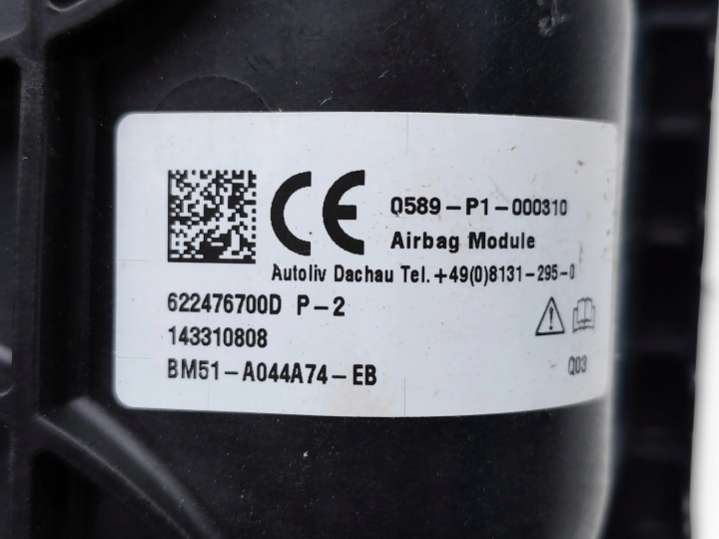 CE
0589-P1-000310
Airbag Module
Autoliv Dachau Tel.+49(0)8131-295-0
622476700D P-2
143310808
BM51-A044A74-EB
Q03